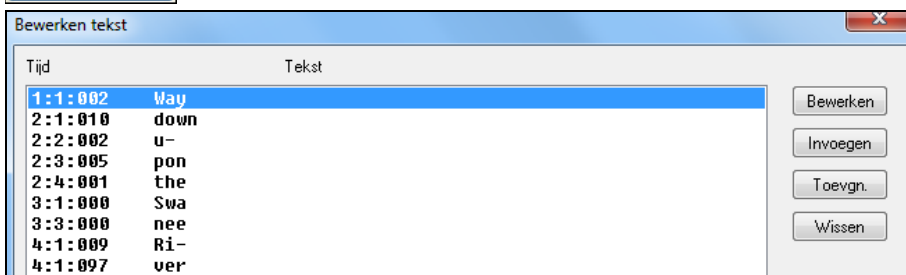 Bewerken tekst
Tijd Tekst
1:1:002 Way
2:1:010 down
2:2:002 u-
2:3:005 pon
2:4:001 the
3:1:000 Swa
3:3:000 nee
4:1:009 Ri-
4:1:097 ver
Bewerken
Invoegen
Toevgn.
Wissen